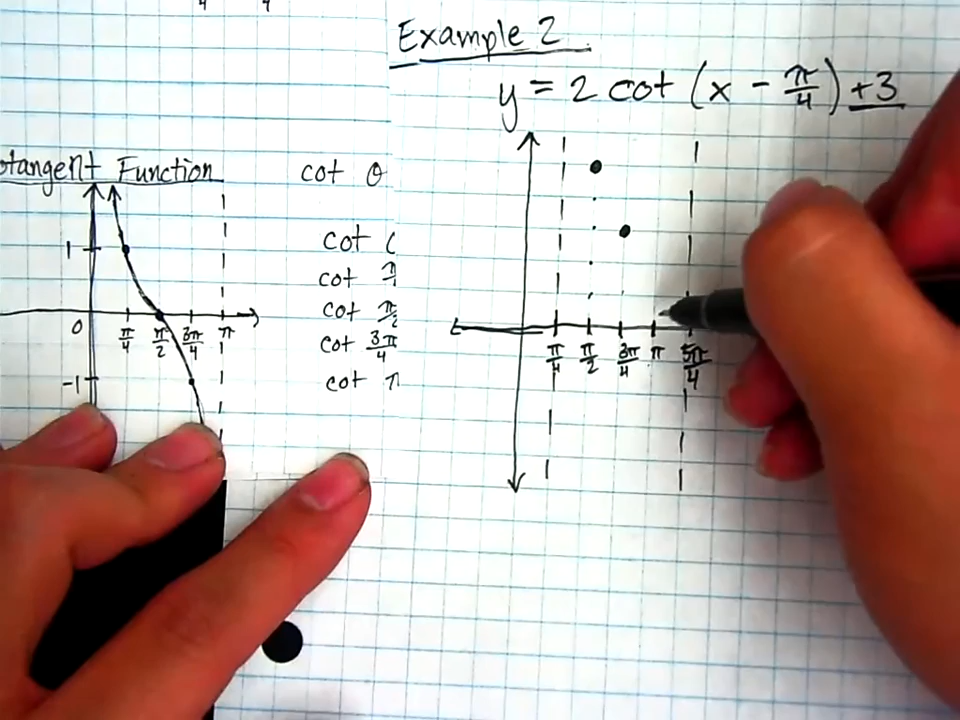 Example 2
y = 2 cot (x - π/4) + 3
Function
cot θ
1
0
π/4 π/2 3π/4 π
-1
cot
cot
cot π/2
cot 3π/4
cot π
π/4 π/2 3π/4 π 5π/4